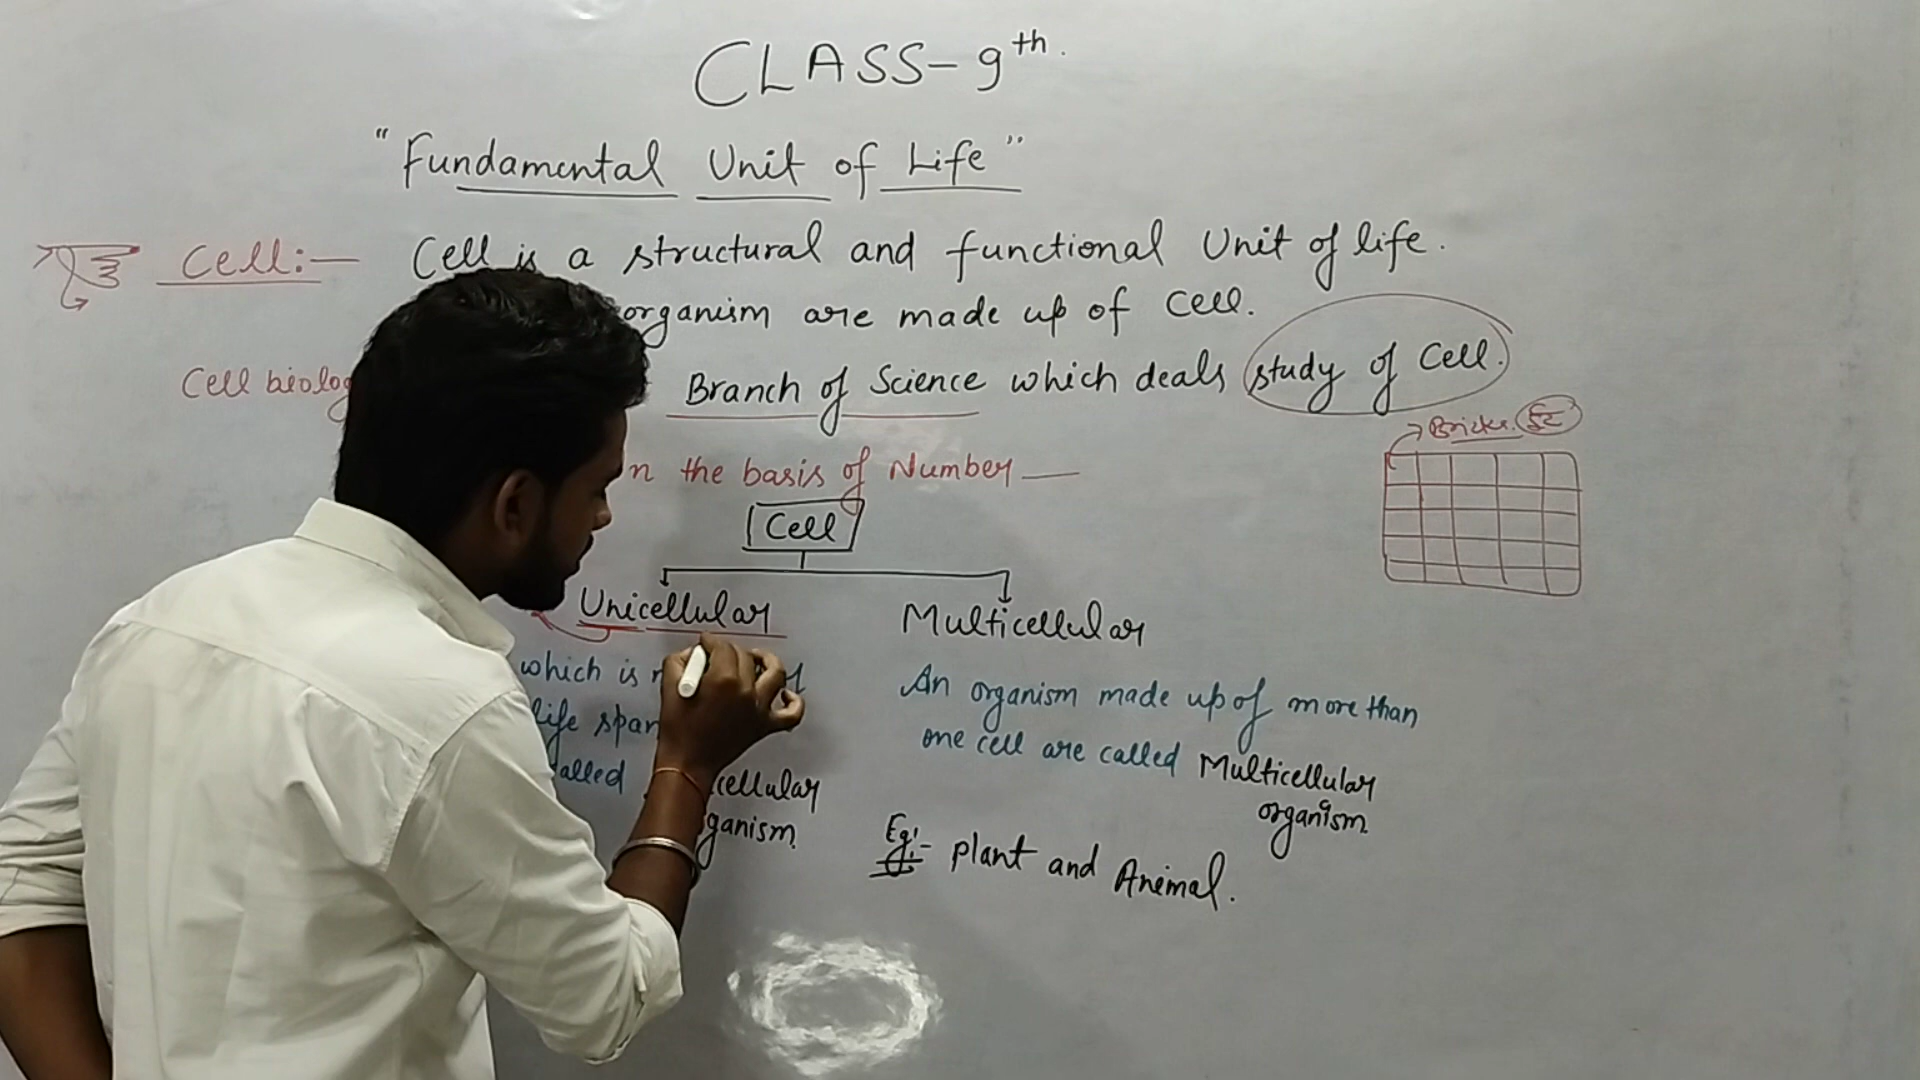 CLASS-9th.
"Fundamental Unit of Life"
Cell:— Cell is a structural and functional Unit of life.
organism are made up of Cell.
Cell biolog Branch of Science which deals study of Cell.
Bricks.
n the basis of Number —
Cell
Unicellular Multicellular
which is
life span
alled cellular
ganism.
An organism made up of more than
one cell are called Multicellular
organism.
Eg:- plant and Animal.